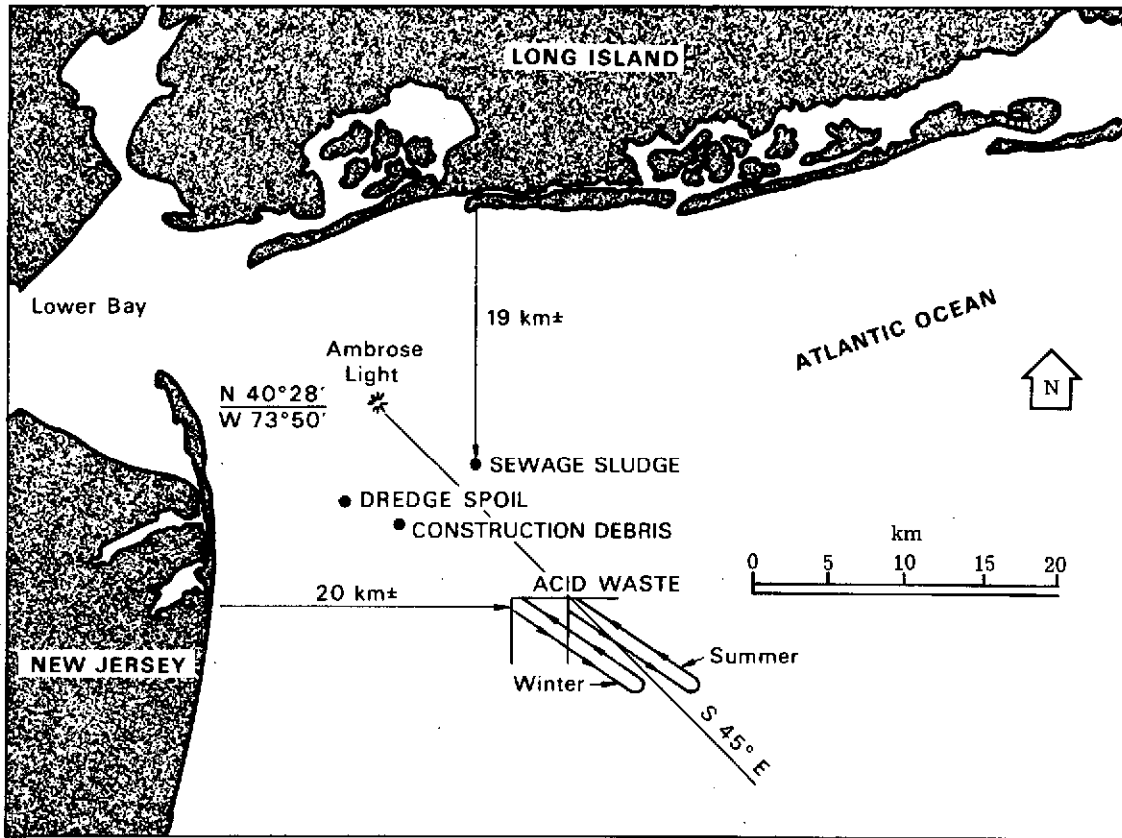 LONG ISLAND
Lower Bay
19 km±
ATLANTIC OCEAN
Ambrose
Light
N 40°28'
W 73°50'
N
SEWAGE SLUDGE
DREDGE SPOIL
CONSTRUCTION DEBRIS
km
0 5 10 15 20
ACID WASTE
20 km±
NEW JERSEY
Summer
Winter
S 45° E